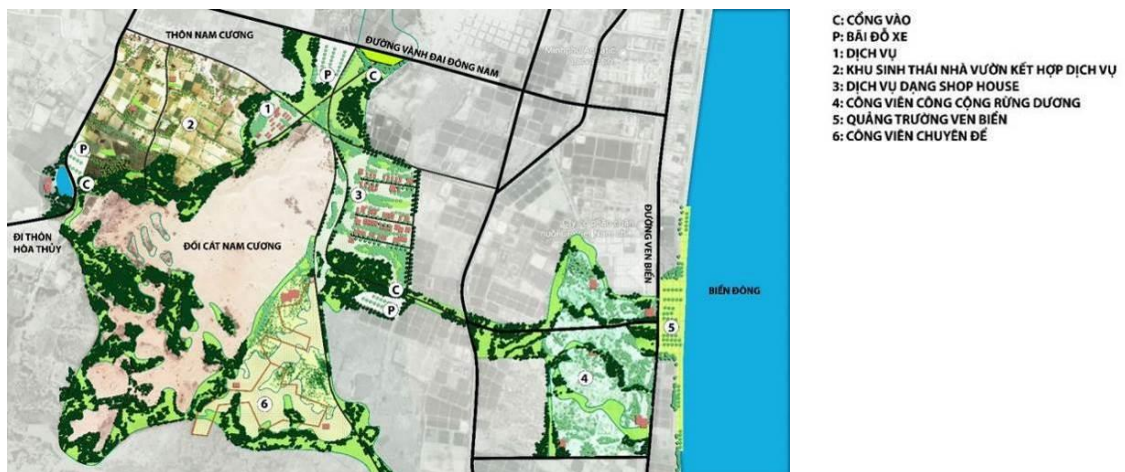 THÔN NAM CƯƠNG
ĐƯỜNG VÀNH ĐAI ĐÔNG NAM
P
C
1
2
P
C
3
ĐI THÔN
HÒA THỦY
ĐỒI CÁT NAM CƯƠNG
ĐƯỜNG VEN BIỂN
BIỂN ĐÔNG
C
P
5
4
6
C: CỔNG VÀO
P: BÃI ĐỖ XE
1: DỊCH VỤ
2: KHU SINH THÁI NHÀ VƯỜN KẾT HỢP DỊCH VỤ
3: DỊCH VỤ DẠNG SHOP HOUSE
4: CÔNG VIÊN CÔNG CỘNG RỪNG DƯƠNG
5: QUẢNG TRƯỜNG VEN BIỂN
6: CÔNG VIÊN CHUYÊN ĐỀ